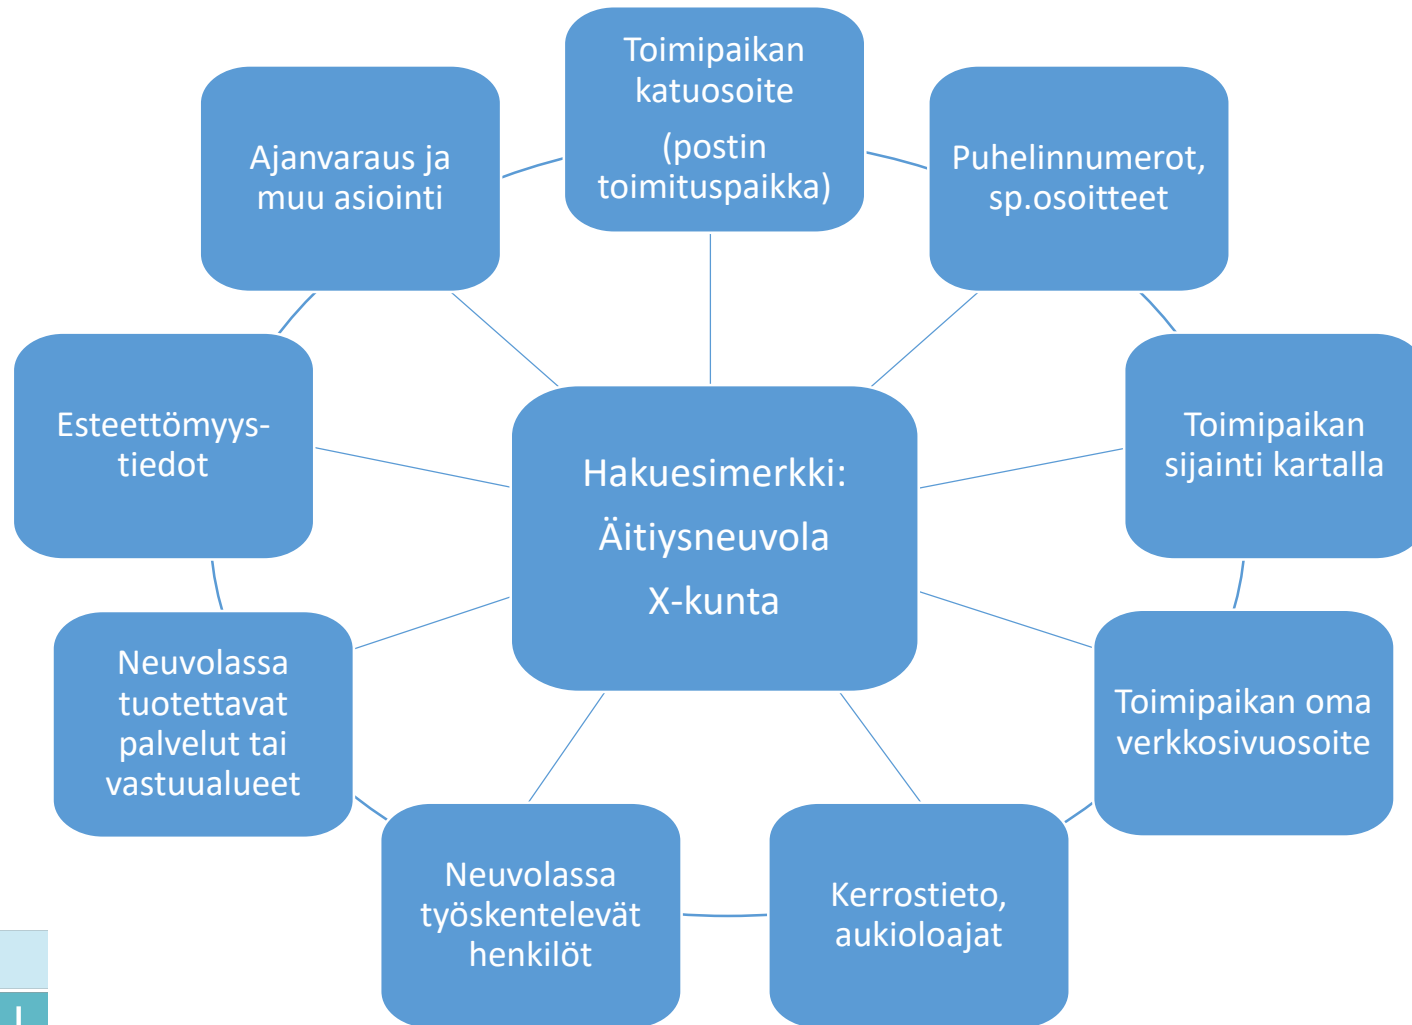 Toimipaikan
katuosoite
(postin
toimituspaikka)
Puhelinnumerot,
sp.osoitteet
Toimipaikan
sijainti kartalla
Toimipaikan oma
verkkosivuosoite
Kerrostieto,
aukioloajat
Neuvolassa
työskentelevät
henkilöt
Neuvolassa
tuotettavat
palvelut tai
vastuualueet
Esteettömyys-
tiedot
Ajanvaraus ja
muu asiointi
Hakuesimerkki:
Äitiysneuvola
X-kunta